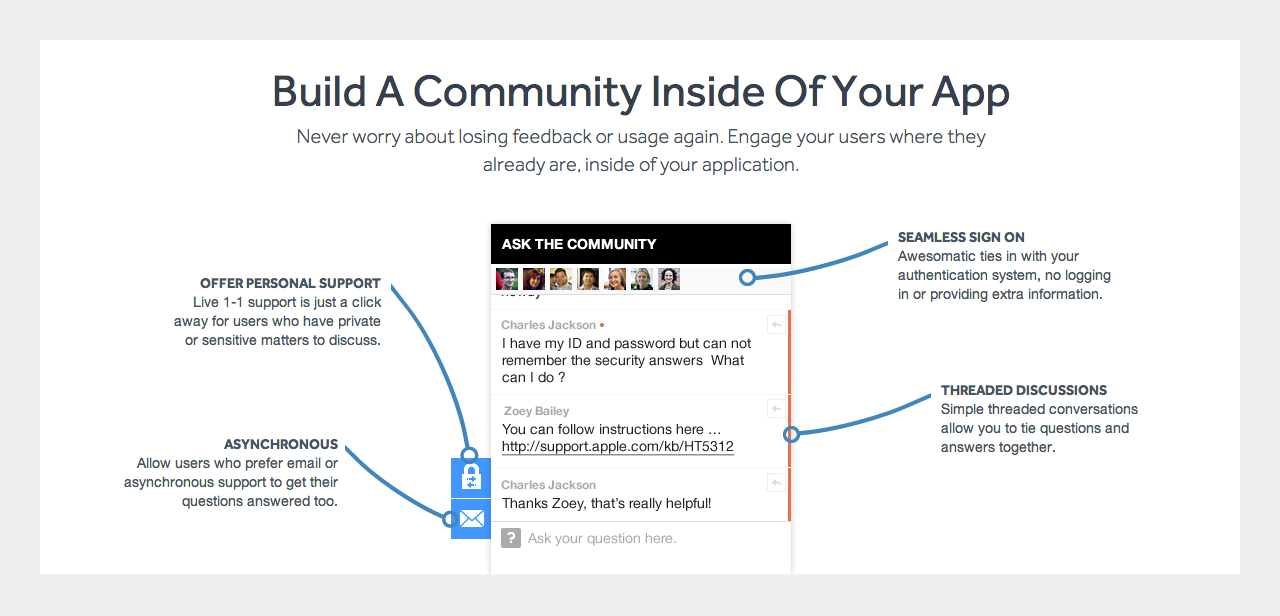 Build A Community Inside Of Your App
Never worry about losing feedback or usage again. Engage your users where they
already are, inside of your application.
OFFER PERSONAL SUPPORT
Live 1-1 support is just a click
away for users who have private
or sensitive matters to discuss.
ASYNCHRONOUS
Allow users who prefer email or
asynchronous support to get their
questions answered too.
ASK THE COMMUNITY
Charles Jackson •
I have my ID and password but can not
remember the security answers  What
can I do ?
Zoey Bailey
You can follow instructions here …
http://support.apple.com/kb/HT5312
Charles Jackson
Thanks Zoey, that's really helpful!
? Ask your question here.
SEAMLESS SIGN ON
Awesomatic ties in with your
authentication system, no logging
in or providing extra information.
THREADED DISCUSSIONS
Simple threaded conversations
allow you to tie questions and
answers together.